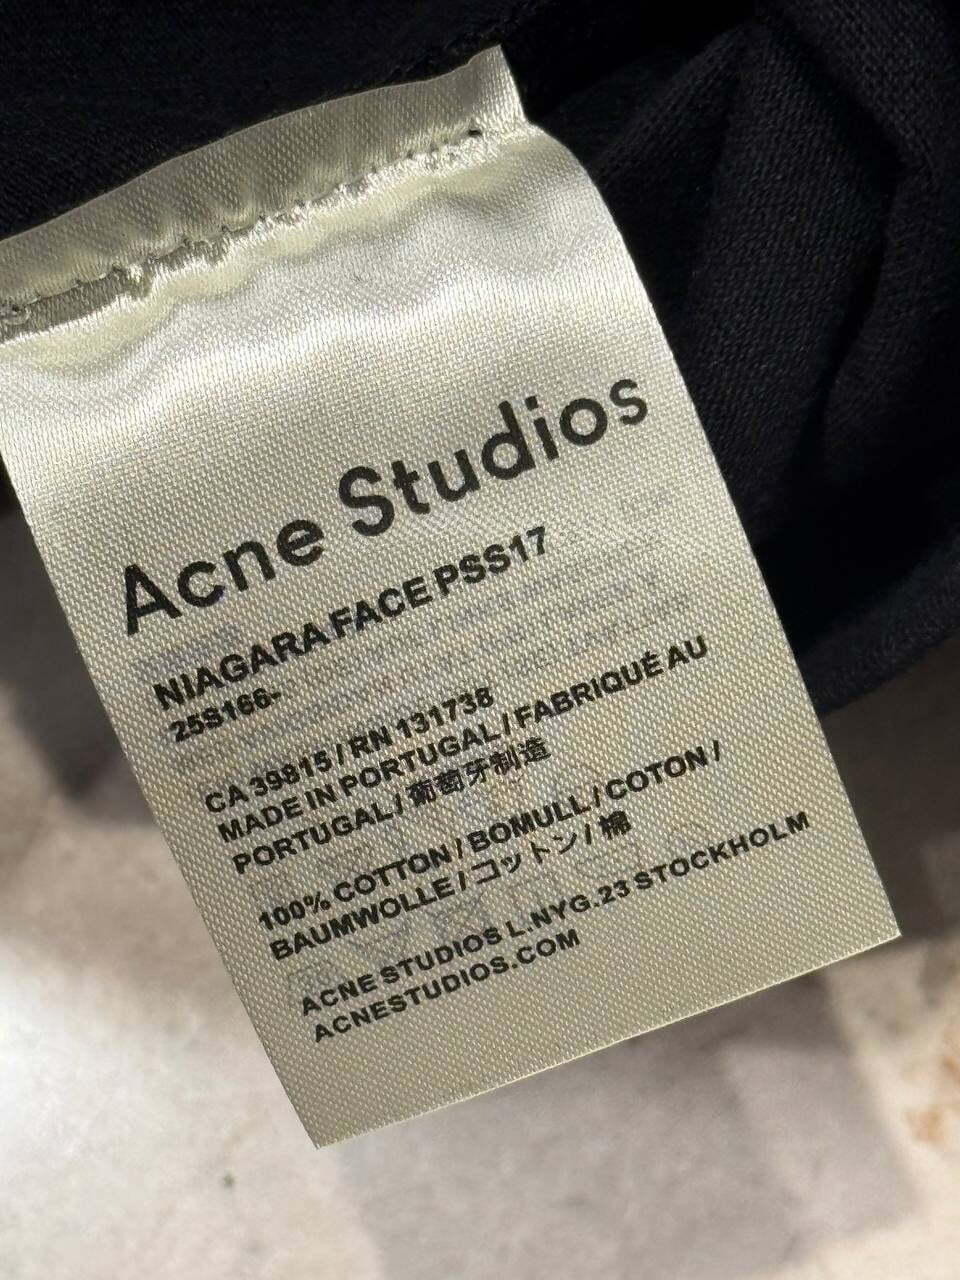 Acne Studios
NIAGARA FACE PSS17
25S166-
CA 39815 / RN 131738
MADE IN PORTUGAL / FABRIQUÉ AU
PORTUGAL / 葡萄牙制造
100% COTTON / BOMULL / COTON /
BAUMWOLLE / コットン / 棉
ACNE STUDIOS L.NYG.23 STOCKHOLM
ACNESTUDIOS.COM